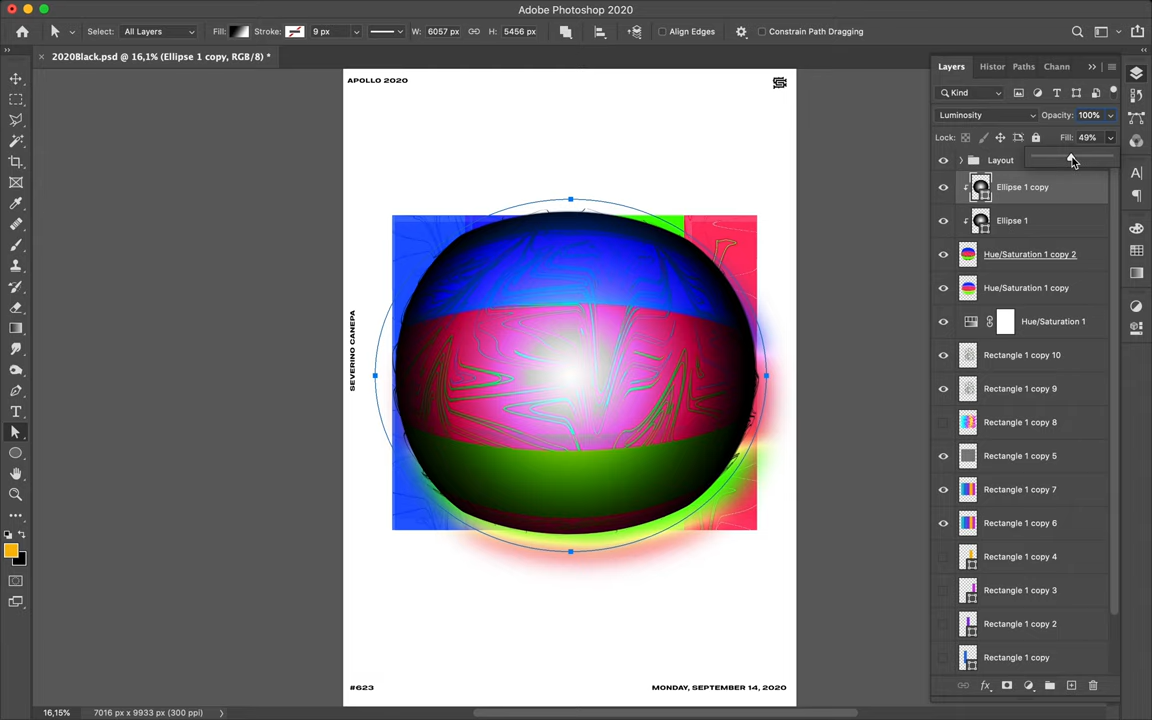 Adobe Photoshop 2020
Select: All Layers Fill: Stroke: 9 px W: 6057 px H: 5456 px Align Edges Constrain Path Dragging
2020Black.psd @ 16,1% (Ellipse 1 copy, RGB/8) *
Layers Histor Paths Chann
Kind
Luminosity Opacity: 100%
Lock: Fill: 49%
Layout
Ellipse 1 copy
Ellipse 1
Hue/Saturation 1 copy 2
Hue/Saturation 1 copy
Hue/Saturation 1
Rectangle 1 copy 10
Rectangle 1 copy 9
Rectangle 1 copy 8
Rectangle 1 copy 5
Rectangle 1 copy 7
Rectangle 1 copy 6
Rectangle 1 copy 4
Rectangle 1 copy 3
Rectangle 1 copy 2
Rectangle 1 copy
APOLLO 2020
SEVERINO CANEPA
#623
MONDAY, SEPTEMBER 14, 2020
16,15% 7016 px x 9933 px (300 ppi)